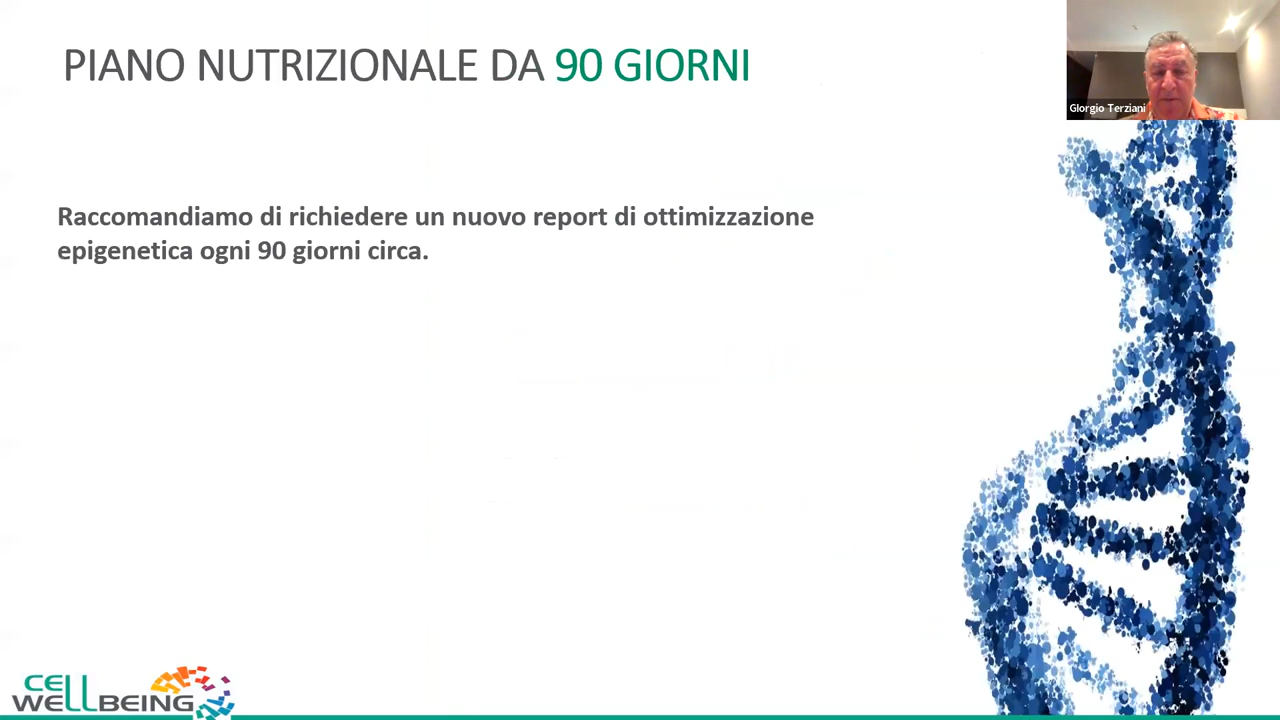 PIANO NUTRIZIONALE DA 90 GIORNI
GIorgio Terziani
Raccomandiamo di richiedere un nuovo report di ottimizzazione
epigenetica ogni 90 giorni circa.
CELL
WELLBEING